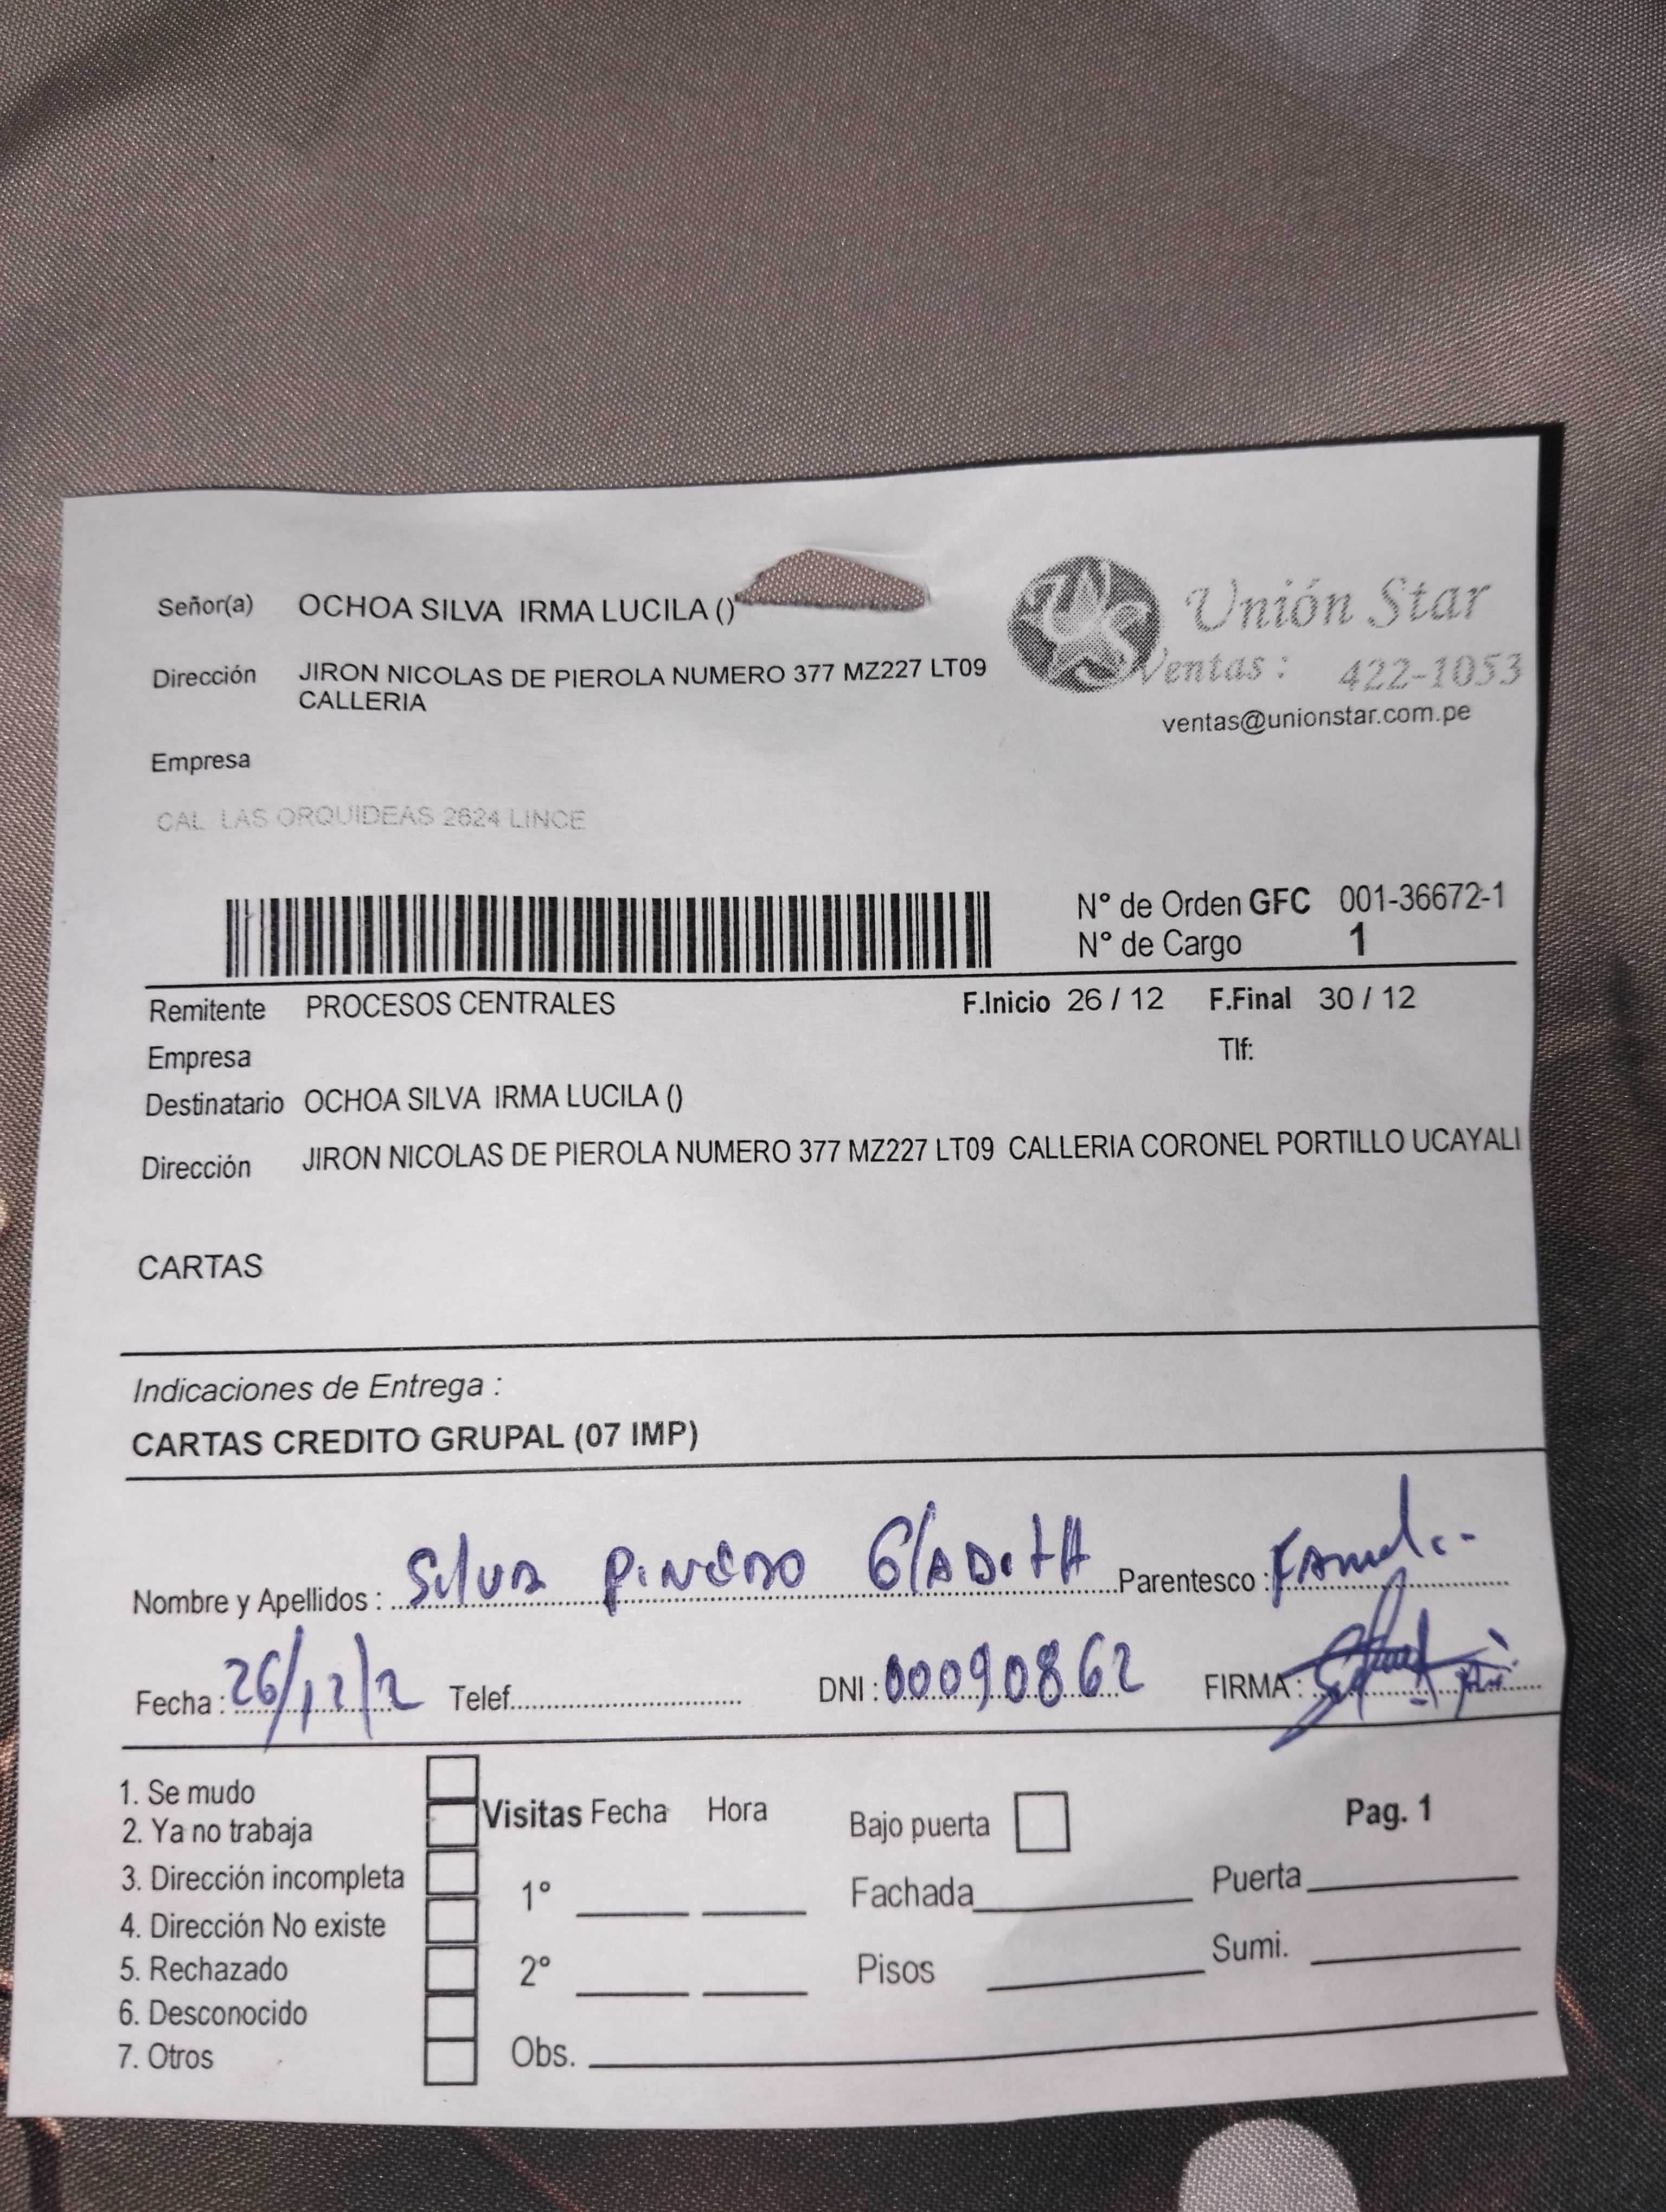 Señor(a) OCHOA SILVA IRMA LUCILA ()
Unión Star
Dirección JIRON NICOLAS DE PIEROLA NUMERO 377 MZ227 LT09
CALLERIA
Ventas: 422-1053
ventas@unionstar.com.pe
Empresa
CAL LAS ORQUIDEAS 2624 LINCE
N° de Orden GFC 001-36672-1
N° de Cargo 1
Remitente PROCESOS CENTRALES F.Inicio 26 / 12 F.Final 30 / 12
Empresa Tlf:
Destinatario OCHOA SILVA IRMA LUCILA ()
Dirección JIRON NICOLAS DE PIEROLA NUMERO 377 MZ227 LT09 CALLERIA CORONEL PORTILLO UCAYALI
CARTAS
Indicaciones de Entrega :
CARTAS CREDITO GRUPAL (07 IMP)
Nombre y Apellidos : Silva PiNEDO GlADitH Parentesco :
Fecha : 26/12/2 Telef. DNI : 00090862 FIRMA :
1. Se mudo
2. Ya no trabaja
3. Dirección incompleta
4. Dirección No existe
5. Rechazado
6. Desconocido
7. Otros
Visitas Fecha Hora
1°
2°
Obs.
Bajo puerta
Fachada
Pisos
Pag. 1
Puerta
Sumi.